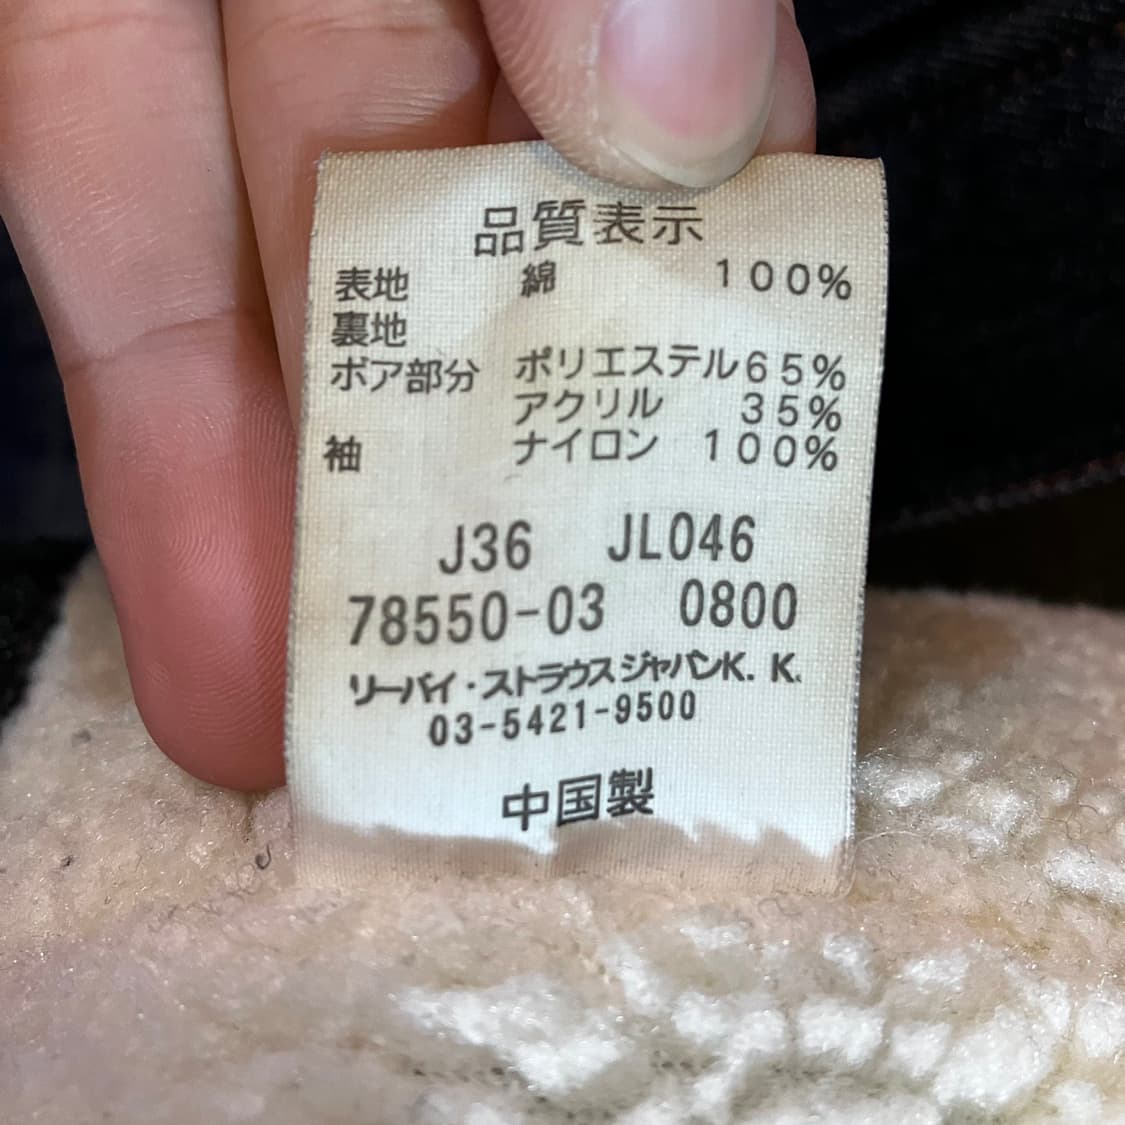 品質表示
表地 綿 100%
裏地
ボア部分 ポリエステル65%
アクリル 35%
袖 ナイロン 100%
J36 JL046
78550-03 0800
リーバイ・ストラウスジャパンK.K.
03-5421-9500
中国製